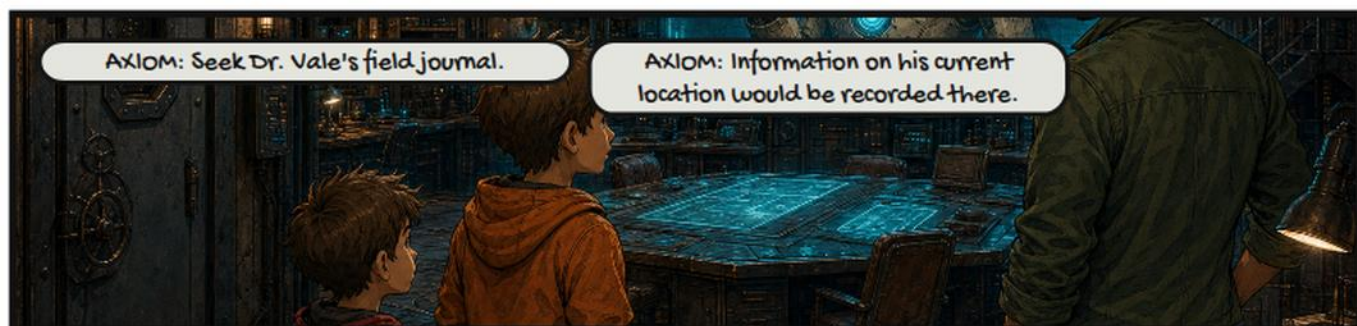 AXIOM: Seek Dr. Vale's field journal.
AXIOM: Information on his current
location would be recorded there.